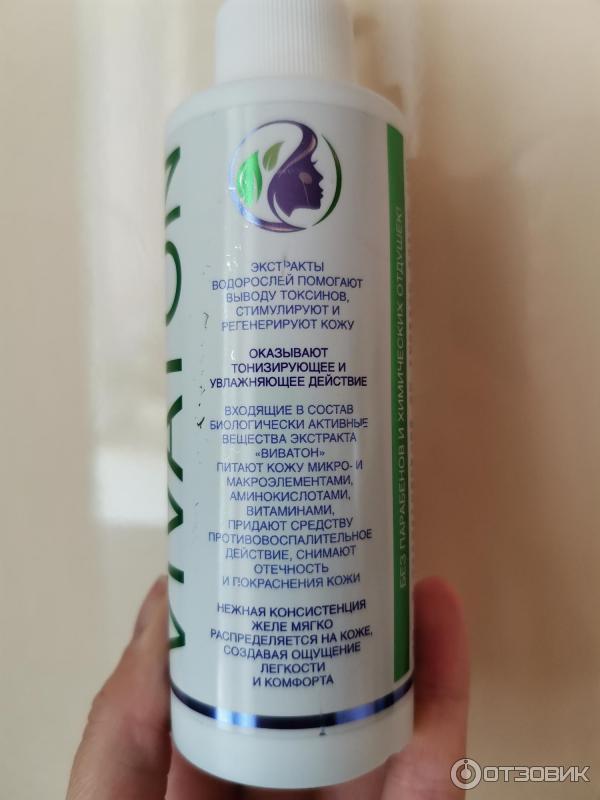 VIVATON
ЭКСТРАКТЫ
ВОДОРОСЛЕЙ ПОМОГАЮТ
ВЫВОДУ ТОКСИНОВ,
СТИМУЛИРУЮТ И
РЕГЕНЕРИРУЮТ КОЖУ
ОКАЗЫВАЮТ
ТОНИЗИРУЮЩЕЕ И
УВЛАЖНЯЮЩЕЕ ДЕЙСТВИЕ
ВХОДЯЩИЕ В СОСТАВ
БИОЛОГИЧЕСКИ АКТИВНЫЕ
ВЕЩЕСТВА ЭКСТРАКТА
«ВИВАТОН»
ПИТАЮТ КОЖУ МИКРО- И
МАКРОЭЛЕМЕНТАМИ,
АМИНОКИСЛОТАМИ,
ВИТАМИНАМИ,
ПРИДАЮТ СРЕДСТВУ
ПРОТИВОВОСПАЛИТЕЛЬНОЕ
ДЕЙСТВИЕ, СНИМАЮТ
ОТЕЧНОСТЬ
И ПОКРАСНЕНИЯ КОЖИ
НЕЖНАЯ КОНСИСТЕНЦИЯ
ЖЕЛЕ МЯГКО
РАСПРЕДЕЛЯЕТСЯ НА КОЖЕ,
СОЗДАВАЯ ОЩУЩЕНИЕ
ЛЕГКОСТИ
И КОМФОРТА
БЕЗ ПАРАБЕНОВ И ХИМИЧЕСКИХ ОТДУШЕК!
ОТЗОВИК